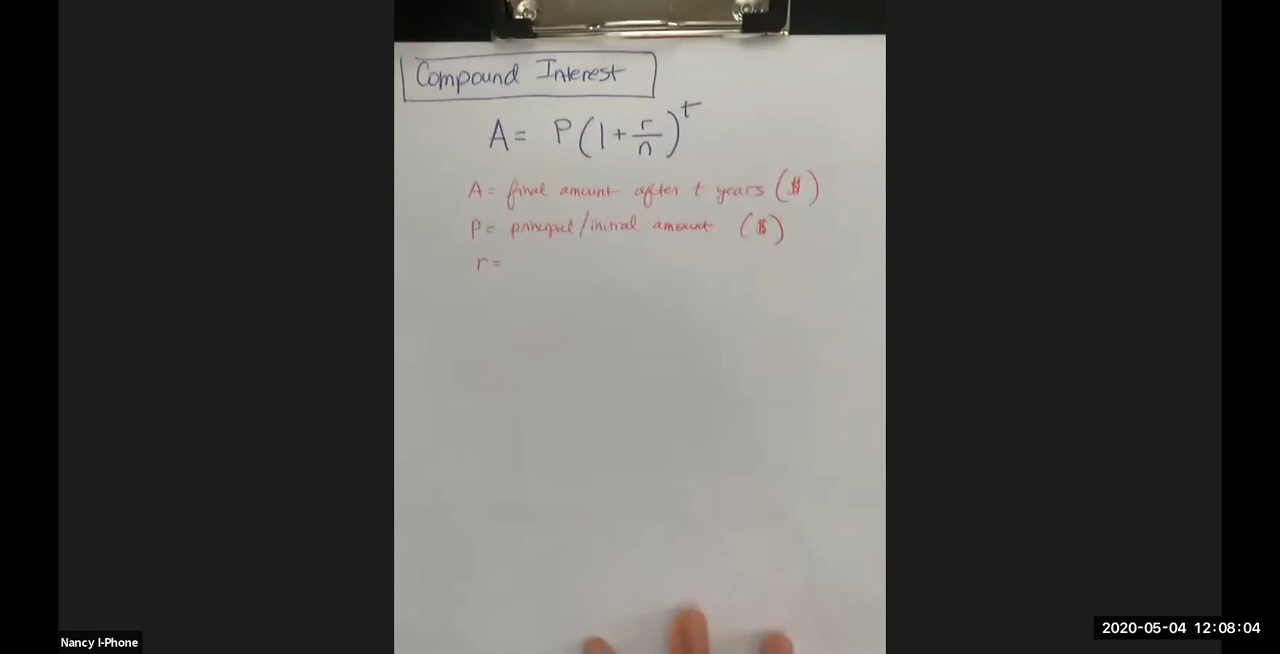 Compound Interest
A = P(1 + r/n)^t
A = final amount after t years ($)
P = principal/initial amount ($)
r =
Nancy I-Phone
2020-05-04 12:08:04